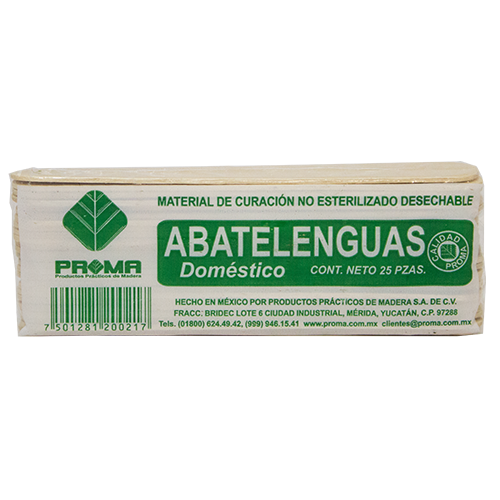 MATERIAL DE CURACIÓN NO ESTERILIZADO DESECHABLE
ABATELENGUAS
Doméstico
CONT. NETO 25 PZAS.
CALIDAD PROMA
PROMA
Productos Prácticos de Madera
HECHO EN MÉXICO POR PRODUCTOS PRÁCTICOS DE MADERA S.A. DE C.V.
FRACC. BRIDEC LOTE 6 CIUDAD INDUSTRIAL, MÉRIDA, YUCATÁN, C.P. 97288
Tels. (01800) 624.49.42, (999) 946.15.41 www.proma.com.mx clientes@proma.com.mx
7 501281 200217